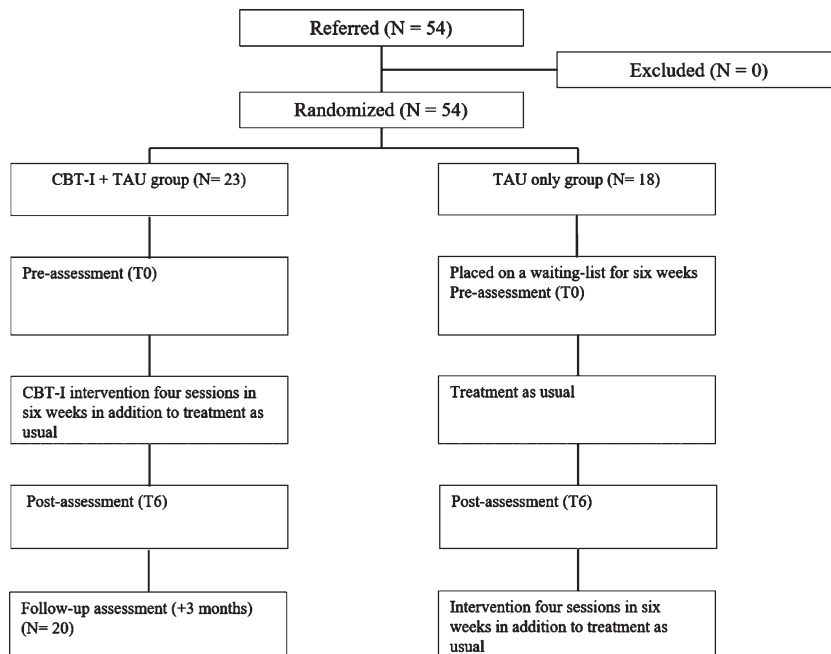 Referred (N = 54)
Excluded (N = 0)
Randomized (N = 54)
CBT-I + TAU group (N= 23)
TAU only group (N= 18)
Pre-assessment (T0)
Placed on a waiting-list for six weeks
Pre-assessment (T0)
CBT-I intervention four sessions in
six weeks in addition to treatment as
usual
Treatment as usual
Post-assessment (T6)
Post-assessment (T6)
Follow-up assessment (+3 months)
(N= 20)
Intervention four sessions in six
weeks in addition to treatment as
usual